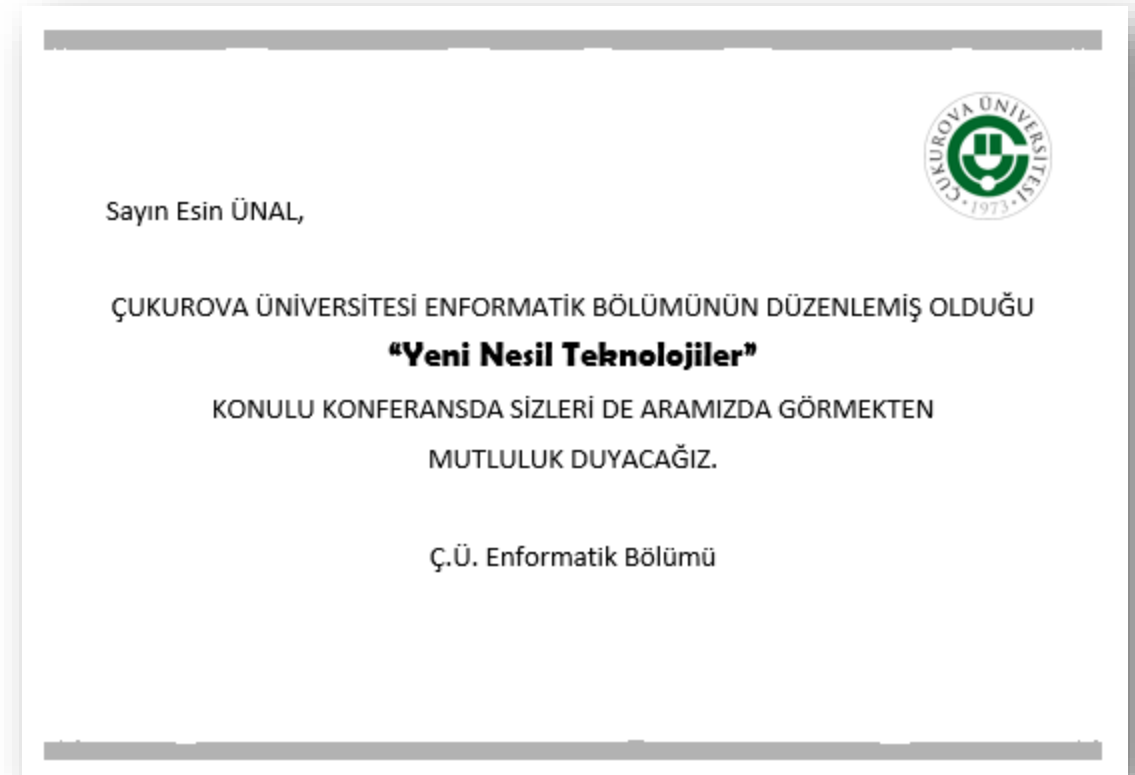 ÇUKUROVA ÜNİVERSİTESİ
1973
Sayın Esin ÜNAL,
ÇUKUROVA ÜNİVERSİTESİ ENFORMATİK BÖLÜMÜNÜN DÜZENLEMİŞ OLDUĞU
“Yeni Nesil Teknolojiler”
KONULU KONFERANSDA SİZLERİ DE ARAMIZDA GÖRMEKTEN
MUTLULUK DUYACAĞIZ.
Ç.Ü. Enformatik Bölümü